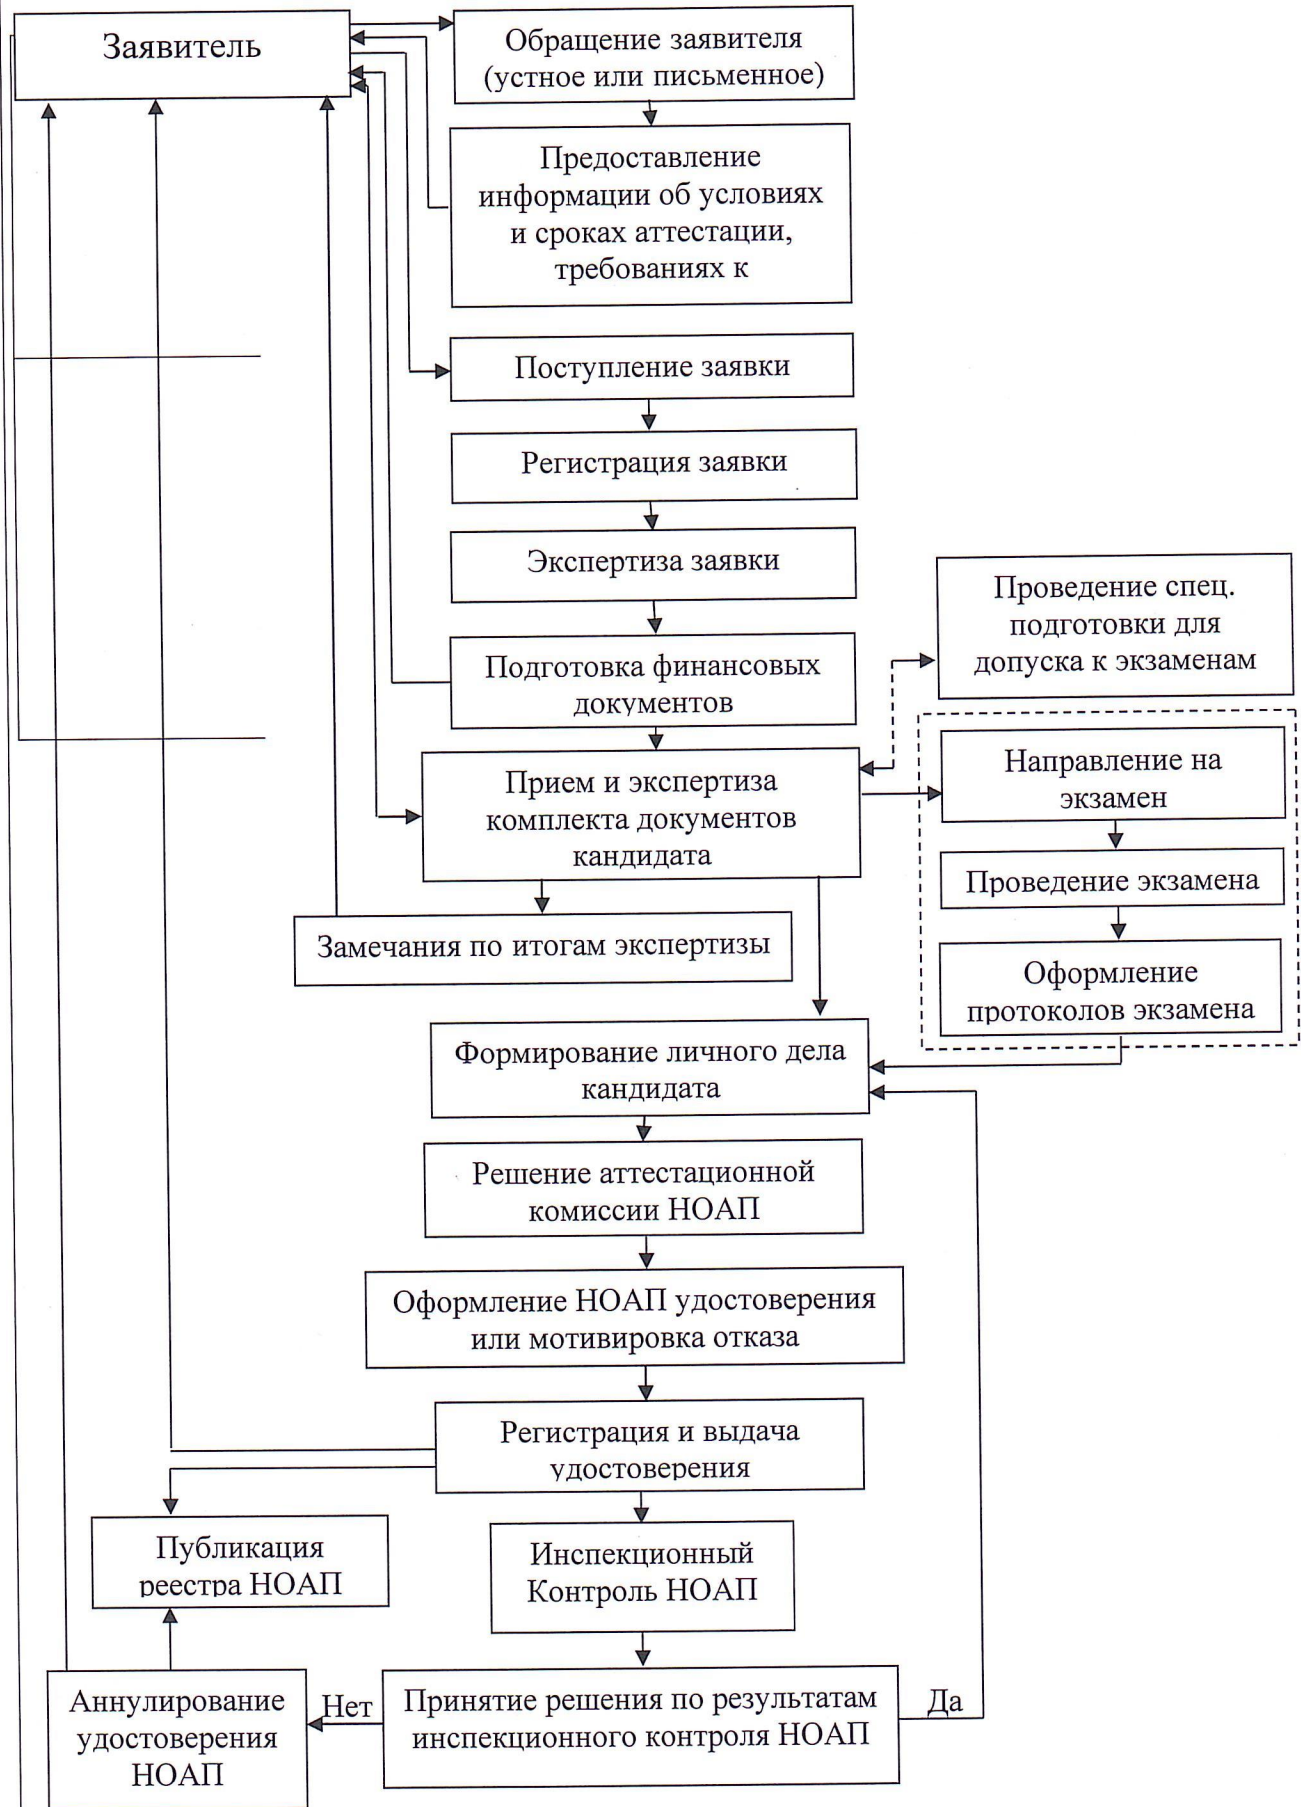 Заявитель
Обращение заявителя
(устное или письменное)
Предоставление
информации об условиях
и сроках аттестации,
требованиях к
Поступление заявки
Регистрация заявки
Экспертиза заявки
Подготовка финансовых
документов
Проведение спец.
подготовки для
допуска к экзаменам
Прием и экспертиза
комплекта документов
кандидата
Направление на
экзамен
Проведение экзамена
Оформление
протоколов экзамена
Замечания по итогам экспертизы
Формирование личного дела
кандидата
Решение аттестационной
комиссии НОАП
Оформление НОАП удостоверения
или мотивировка отказа
Регистрация и выдача
удостоверения
Публикация
реестра НОАП
Инспекционный
Контроль НОАП
Аннулирование
удостоверения
НОАП
Нет
Принятие решения по результатам
инспекционного контроля НОАП
Да